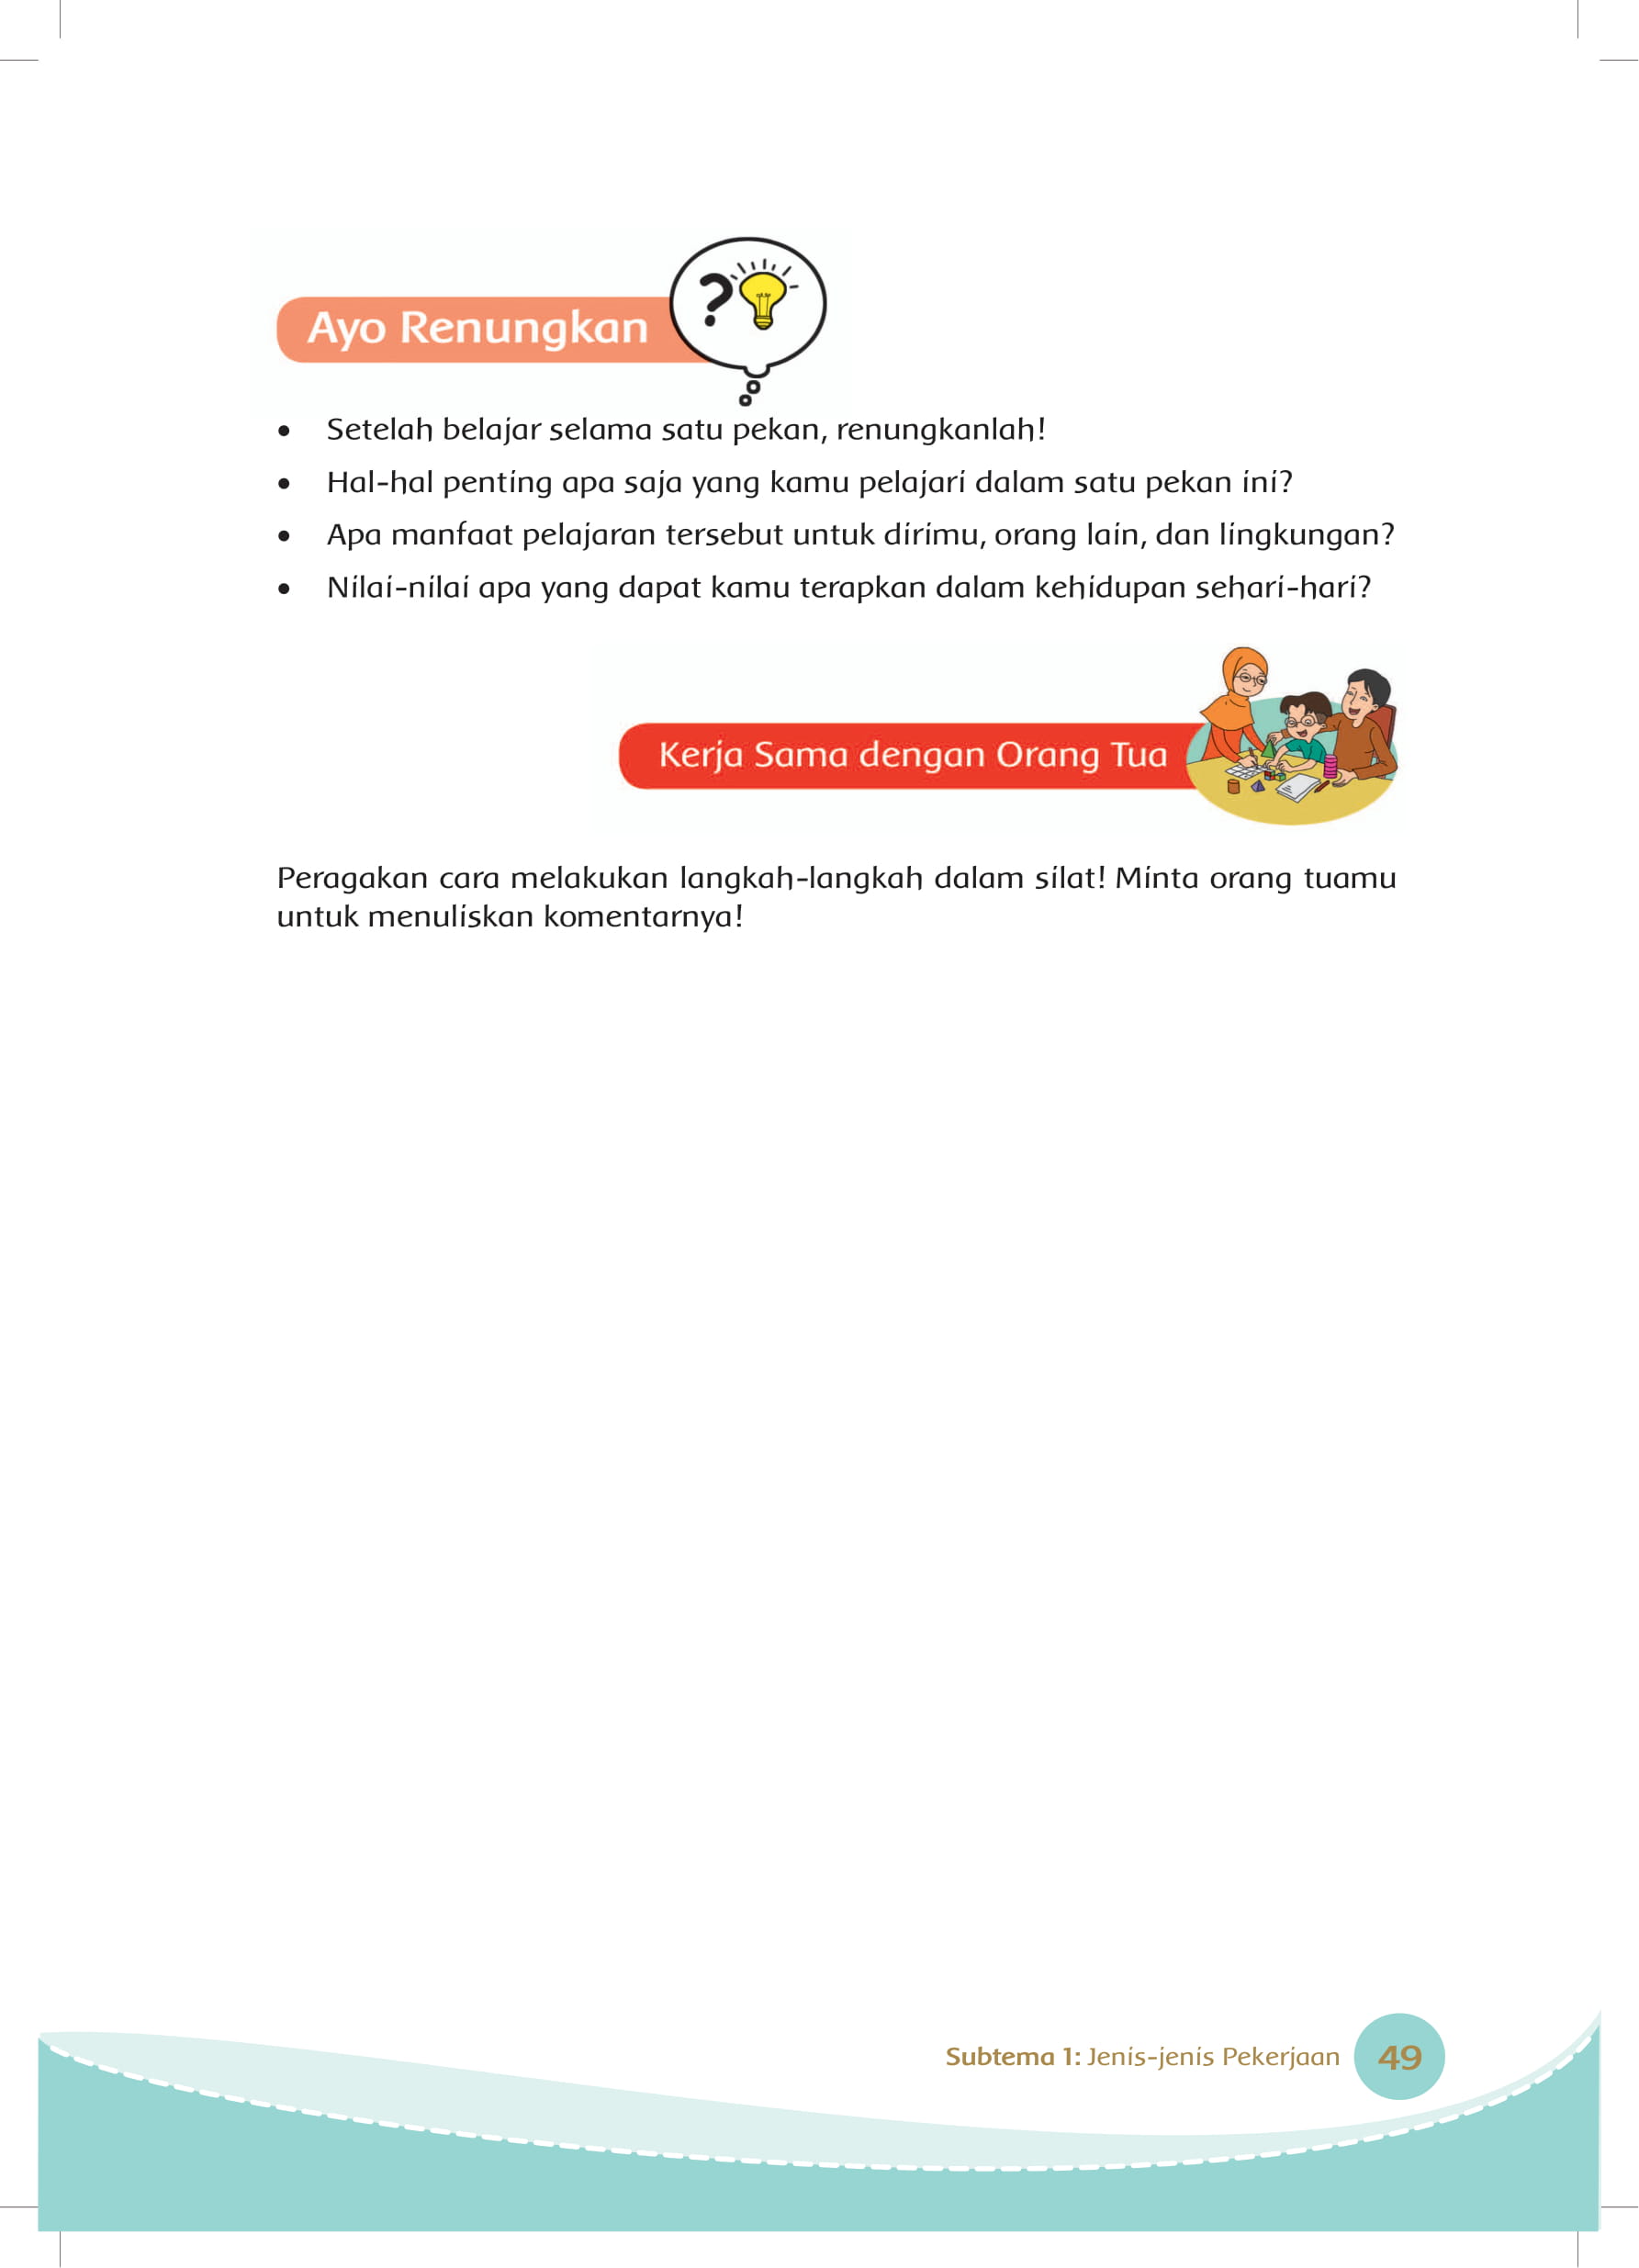 Ayo Renungkan
?
• Setelah belajar selama satu pekan, renungkanlah!
• Hal-hal penting apa saja yang kamu pelajari dalam satu pekan ini?
• Apa manfaat pelajaran tersebut untuk dirimu, orang lain, dan lingkungan?
• Nilai-nilai apa yang dapat kamu terapkan dalam kehidupan sehari-hari?
Kerja Sama dengan Orang Tua
Peragakan cara melakukan langkah-langkah dalam silat! Minta orang tuamu
untuk menuliskan komentarnya!
Subtema 1: Jenis-jenis Pekerjaan 49